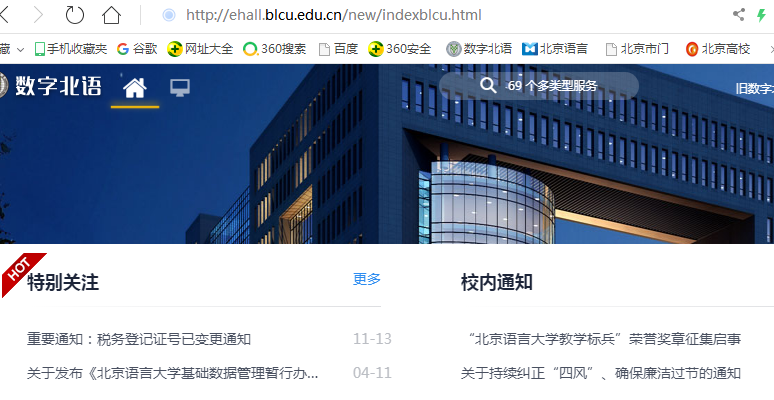 http://ehall.blcu.edu.cn/new/indexblcu.html
藏 手机收藏夹 谷歌 网址大全 360搜索 百度 360安全 数字北语 北京语言 北京市门 北京高校
数字北语 69 个多类型服务 旧数字北
HOT
特别关注 更多 校内通知
重要通知：税务登记证号已变更通知 11-13 “北京语言大学教学标兵”荣誉奖章征集启事
关于发布《北京语言大学基础数据管理暂行办... 04-11 关于持续纠正“四风”、确保廉洁过节的通知